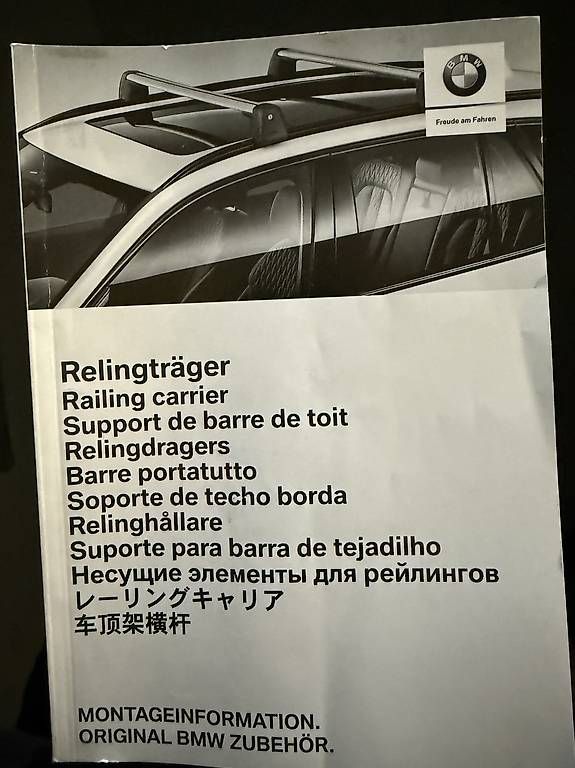 BMW
Freude am Fahren
Relingträger
Railing carrier
Support de barre de toit
Relingdragers
Barre portatutto
Soporte de techo borda
Relinghållare
Suporte para barra de tejadilho
Несущие элементы для рейлингов
レーリングキャリア
车顶架横杆
MONTAGEINFORMATION.
ORIGINAL BMW ZUBEHÖR.